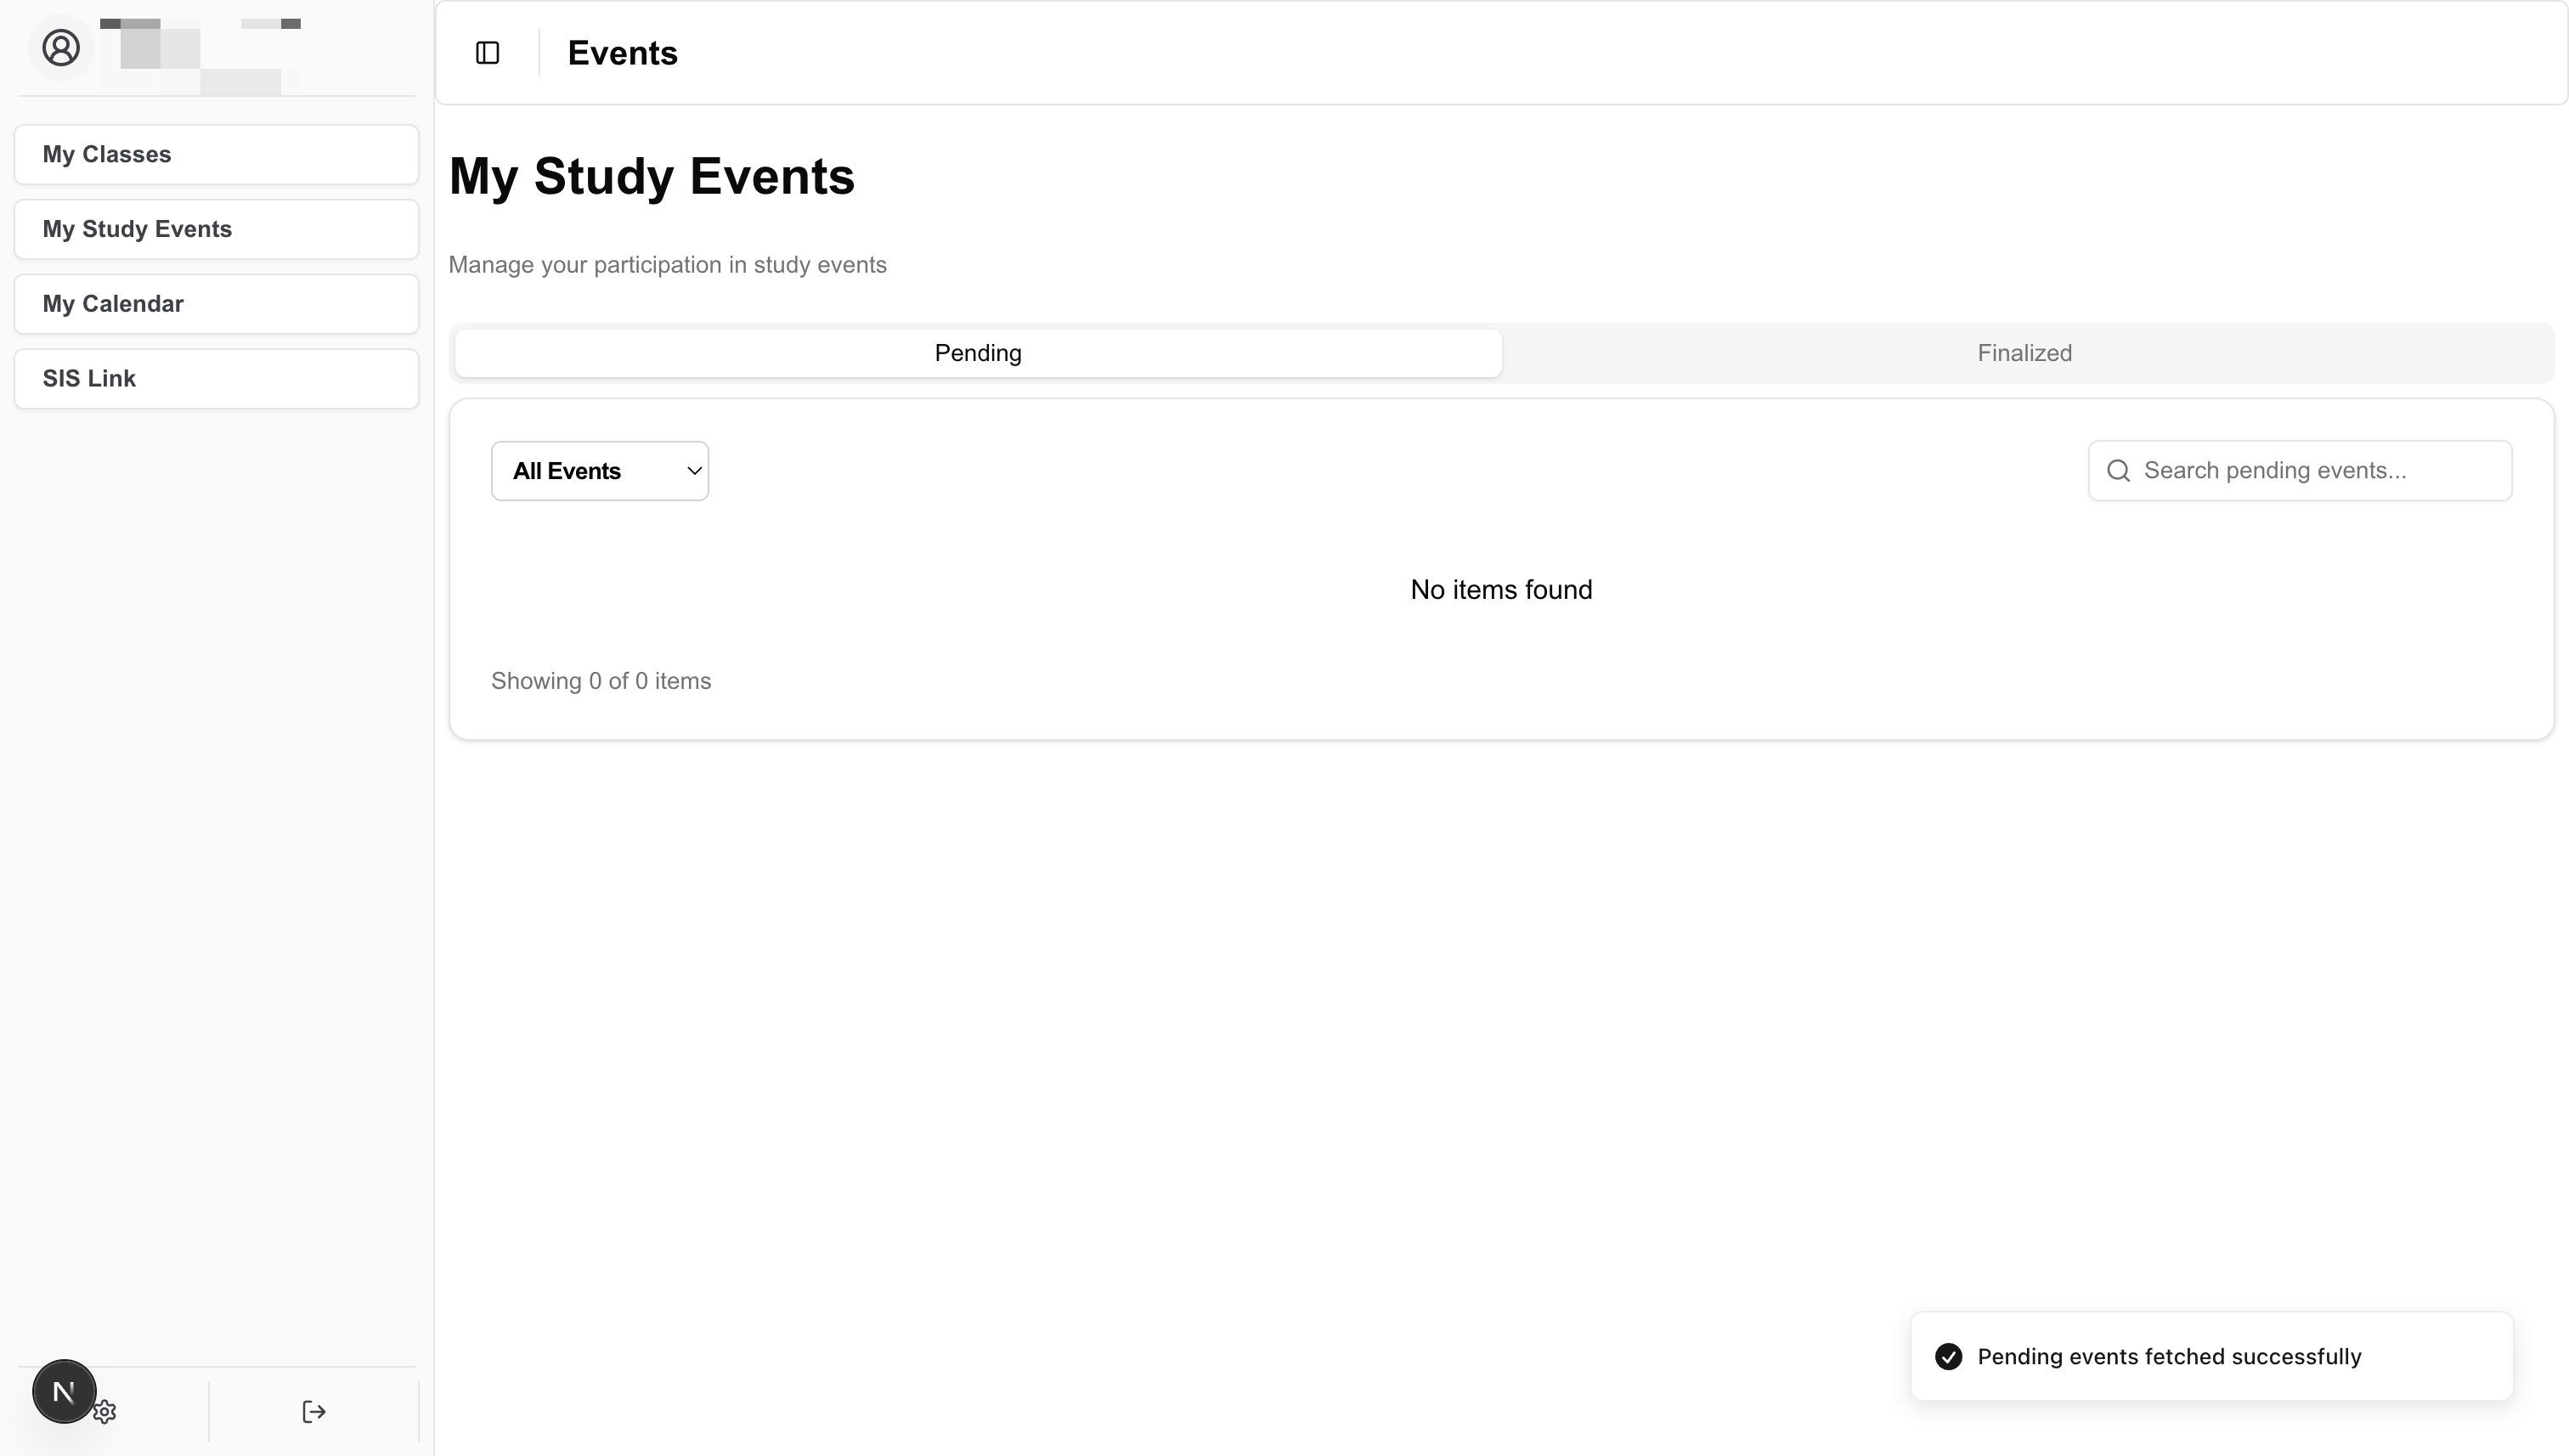 Events
My Classes
My Study Events
My Calendar
SIS Link
My Study Events
Manage your participation in study events
Pending
Finalized
All Events
Search pending events...
No items found
Showing 0 of 0 items
Pending events fetched successfully
N